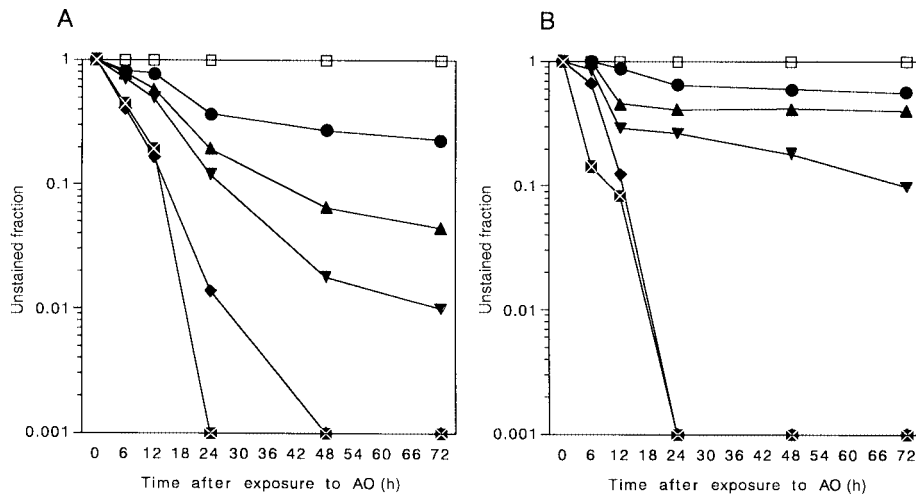 A
B
1
0.1
0.01
0.001
Unstained fraction
0 6 12 18 24 30 36 42 48 54 60 66 72
Time after exposure to AO (h)
1
0.1
0.01
0.001
Unstained fraction
0 6 12 18 24 30 36 42 48 54 60 66 72
Time after exposure to AO (h)